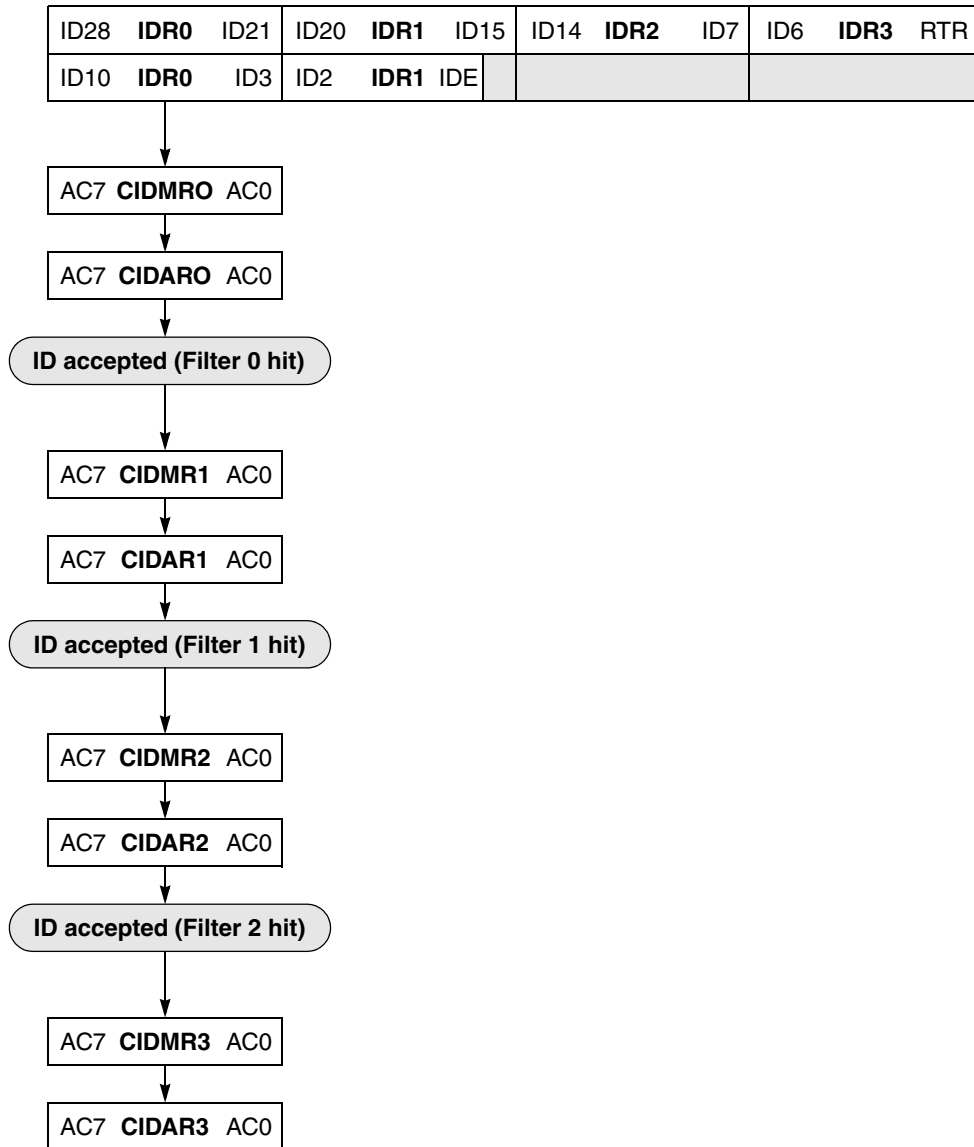 ID28 IDR0 ID21 ID20 IDR1 ID15 ID14 IDR2 ID7 ID6 IDR3 RTR
ID10 IDR0 ID3 ID2 IDR1 IDE
AC7 CIDMRO AC0
AC7 CIDARO AC0
ID accepted (Filter 0 hit)
AC7 CIDMR1 AC0
AC7 CIDAR1 AC0
ID accepted (Filter 1 hit)
AC7 CIDMR2 AC0
AC7 CIDAR2 AC0
ID accepted (Filter 2 hit)
AC7 CIDMR3 AC0
AC7 CIDAR3 AC0